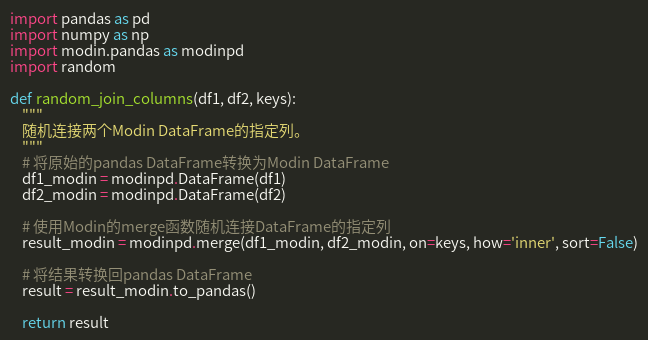 import pandas as pd
import numpy as np
import modin.pandas as modinpd
import random
def random_join_columns(df1, df2, keys):
"""
随机连接两个Modin DataFrame的指定列。
"""
# 将原始的pandas DataFrame转换为Modin DataFrame
df1_modin = modinpd.DataFrame(df1)
df2_modin = modinpd.DataFrame(df2)
# 使用Modin的merge函数随机连接DataFrame的指定列
result_modin = modinpd.merge(df1_modin, df2_modin, on=keys, how='inner', sort=False)
# 将结果转换回pandas DataFrame
result = result_modin.to_pandas()
return result